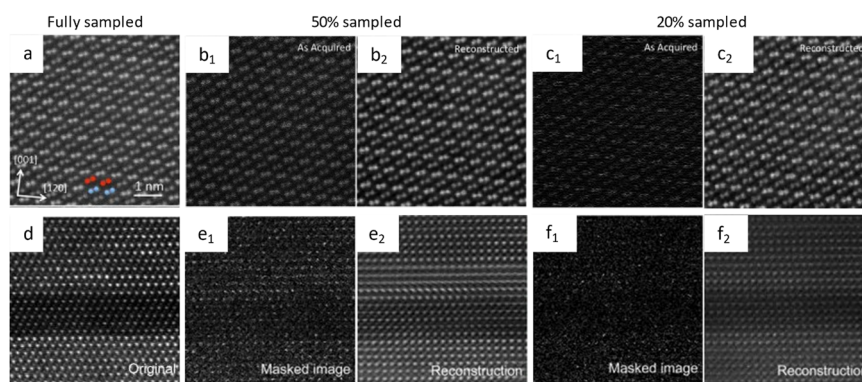 Fully sampled
50% sampled
20% sampled
a
b1
As Acquired
b2
Reconstructed
c1
As Acquired
c2
Reconstructed
[001]
[120]
1 nm
d
Original
e1
Masked image
e2
Reconstruction
f1
Masked image
f2
Reconstruction